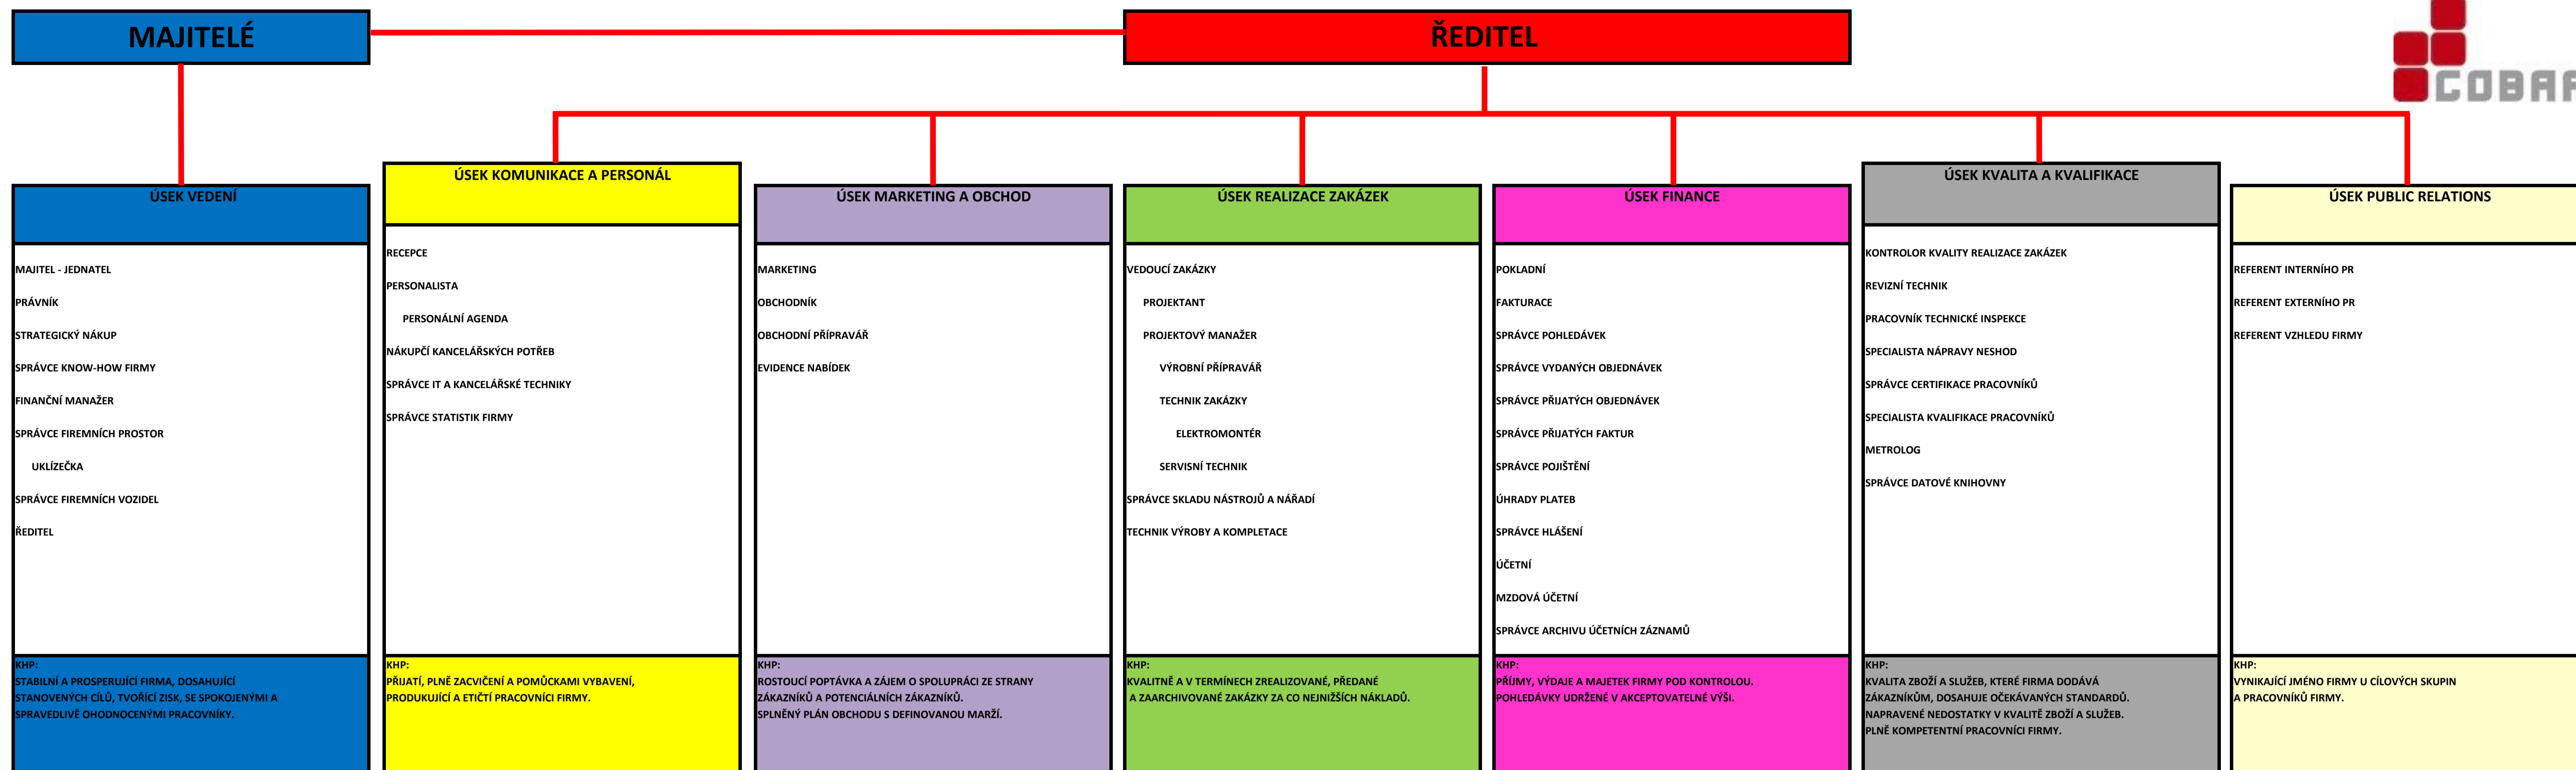 MAJITELÉ
ŘEDITEL
ÚSEK VEDENÍ
MAJITEL - JEDNATEL
PRÁVNÍK
STRATEGICKÝ NÁKUP
SPRÁVCE KNOW-HOW FIRMY
FINANČNÍ MANAŽER
SPRÁVCE FIREMNÍCH PROSTOR
UKLÍZEČKA
SPRÁVCE FIREMNÍCH VOZIDEL
ŘEDITEL
KHP:
STABILNÍ A PROSPERUJÍCÍ FIRMA, DOSAHUJÍCÍ
STANOVENÝCH CÍLŮ, TVOŘÍCÍ ZISK, SE SPOKOJENÝMI A
SPRAVEDLIVĚ OHODNOCENÝMI PRACOVNÍKY.
ÚSEK KOMUNIKACE A PERSONÁL
RECEPCE
PERSONALISTA
PERSONÁLNÍ AGENDA
NÁKUPČÍ KANCELÁŘSKÝCH POTŘEB
SPRÁVCE IT A KANCELÁŘSKÉ TECHNIKY
SPRÁVCE STATISTIK FIRMY
KHP:
PŘIJATÍ, PLNĚ ZACVIČENÍ A POMŮCKAMI VYBAVENÍ,
PRODUKUJÍCÍ A ETIČTÍ PRACOVNÍCI FIRMY.
ÚSEK MARKETING A OBCHOD
MARKETING
OBCHODNÍK
OBCHODNÍ PŘÍPRAVÁŘ
EVIDENCE NABÍDEK
KHP:
ROSTOUCÍ POPTÁVKA A ZÁJEM O SPOLUPRÁCI ZE STRANY
ZÁKAZNÍKŮ A POTENCIÁLNÍCH ZÁKAZNÍKŮ.
SPLNĚNÝ PLÁN OBCHODU S DEFINOVANOU MARŽÍ.
ÚSEK REALIZACE ZAKÁZEK
VEDOUCÍ ZAKÁZKY
PROJEKTANT
PROJEKTOVÝ MANAŽER
VÝROBNÍ PŘÍPRAVÁŘ
TECHNIK ZAKÁZKY
ELEKTROMONTÉR
SERVISNÍ TECHNIK
SPRÁVCE SKLADU NÁSTROJŮ A NÁŘADÍ
TECHNIK VÝROBY A KOMPLETACE
KHP:
KVALITNĚ A V TERMÍNECH ZREALIZOVANÉ, PŘEDANÉ
A ZAARCHIVOVANÉ ZAKÁZKY ZA CO NEJNIŽŠÍCH NÁKLADŮ.
ÚSEK FINANCE
POKLADNÍ
FAKTURACE
SPRÁVCE POHLEDÁVEK
SPRÁVCE VYDANÝCH OBJEDNÁVEK
SPRÁVCE PŘIJATÝCH OBJEDNÁVEK
SPRÁVCE PŘIJATÝCH FAKTUR
SPRÁVCE POJIŠTĚNÍ
ÚHRADY PLATEB
SPRÁVCE HLÁŠENÍ
ÚČETNÍ
MZDOVÁ ÚČETNÍ
SPRÁVCE ARCHIVU ÚČETNÍCH ZÁZNAMŮ
KHP:
PŘÍJMY, VÝDAJE A MAJETEK FIRMY POD KONTROLOU.
POHLEDÁVKY UDRŽENÉ V AKCEPTOVATELNÉ VÝŠI.
ÚSEK KVALITA A KVALIFIKACE
KONTROLOR KVALITY REALIZACE ZAKÁZEK
REVIZNÍ TECHNIK
PRACOVNÍK TECHNICKÉ INSPEKCE
SPECIALISTA NÁPRAVY NESHOD
SPRÁVCE CERTIFIKACE PRACOVNÍKŮ
SPECIALISTA KVALIFIKACE PRACOVNÍKŮ
METROLOG
SPRÁVCE DATOVÉ KNIHOVNY
KHP:
KVALITA ZBOŽÍ A SLUŽEB, KTERÉ FIRMA DODÁVÁ
ZÁKAZNÍKŮM, DOSAHUJE OČEKÁVANÝCH STANDARDŮ.
NAPRAVENÉ NEDOSTATKY V KVALITĚ ZBOŽÍ A SLUŽEB.
PLNĚ KOMPETENTNÍ PRACOVNÍCI FIRMY.
ÚSEK PUBLIC RELATIONS
REFERENT INTERNÍHO PR
REFERENT EXTERNÍHO PR
REFERENT VZHLEDU FIRMY
KHP:
VYNIKAJÍCÍ JMÉNO FIRMY U CÍLOVÝCH SKUPIN
A PRACOVNÍKŮ FIRMY.